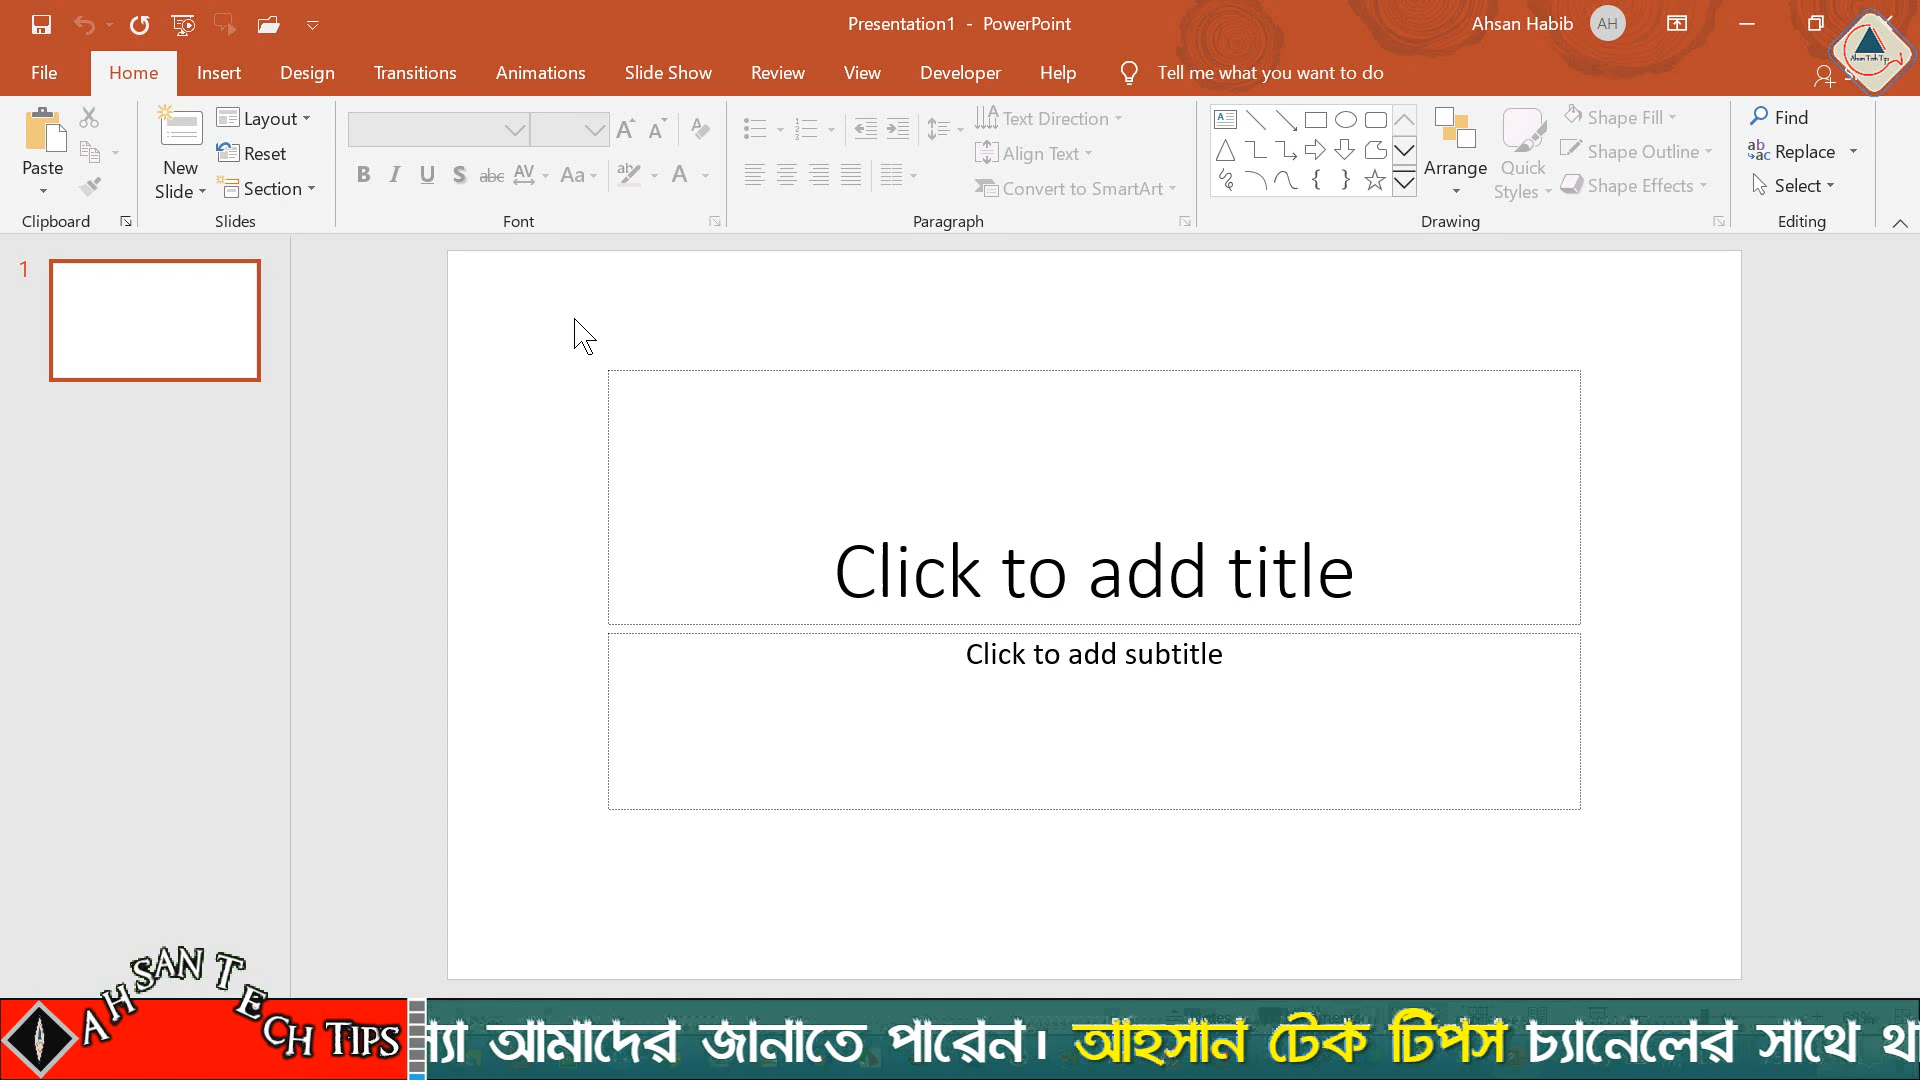 Presentation1 - PowerPoint
Ahsan Habib AH
File Home Insert Design Transitions Animations Slide Show Review View Developer Help Tell me what you want to do
Paste
Clipboard
New Slide
Layout
Reset
Section
Slides
B I U S abc AV Aa A
Font
Text Direction
Align Text
Convert to SmartArt
Paragraph
Arrange
Quick Styles
Shape Fill
Shape Outline
Shape Effects
Drawing
Find
Replace
Select
Editing
1
Click to add title
Click to add subtitle
AHSAN TECH TIPS
আমাদের জানাতে পারেন। আহসান টেক টিপস চ্যানেলের সাথে